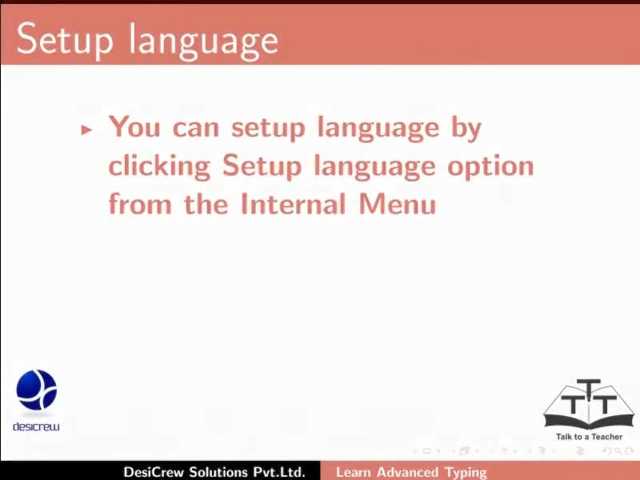 Setup language
You can setup language by
clicking Setup language option
from the Internal Menu
desicrew
TTT
Talk to a Teacher
DesiCrew Solutions Pvt.Ltd. Learn Advanced Typing